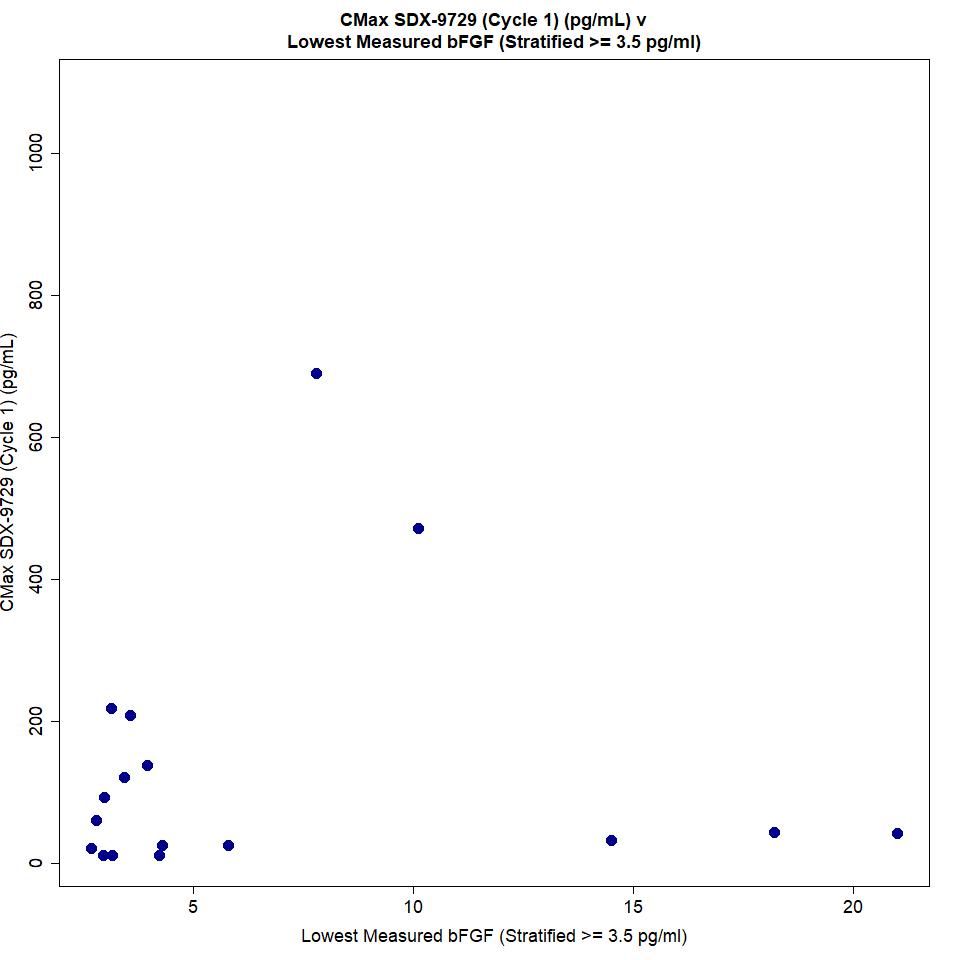 CMax SDX-9729 (Cycle 1) (pg/mL) v
Lowest Measured bFGF (Stratified >= 3.5 pg/ml)
CMax SDX-9729 (Cycle 1) (pg/mL)
1000
800
600
400
200
0
5 10 15 20
Lowest Measured bFGF (Stratified >= 3.5 pg/ml)